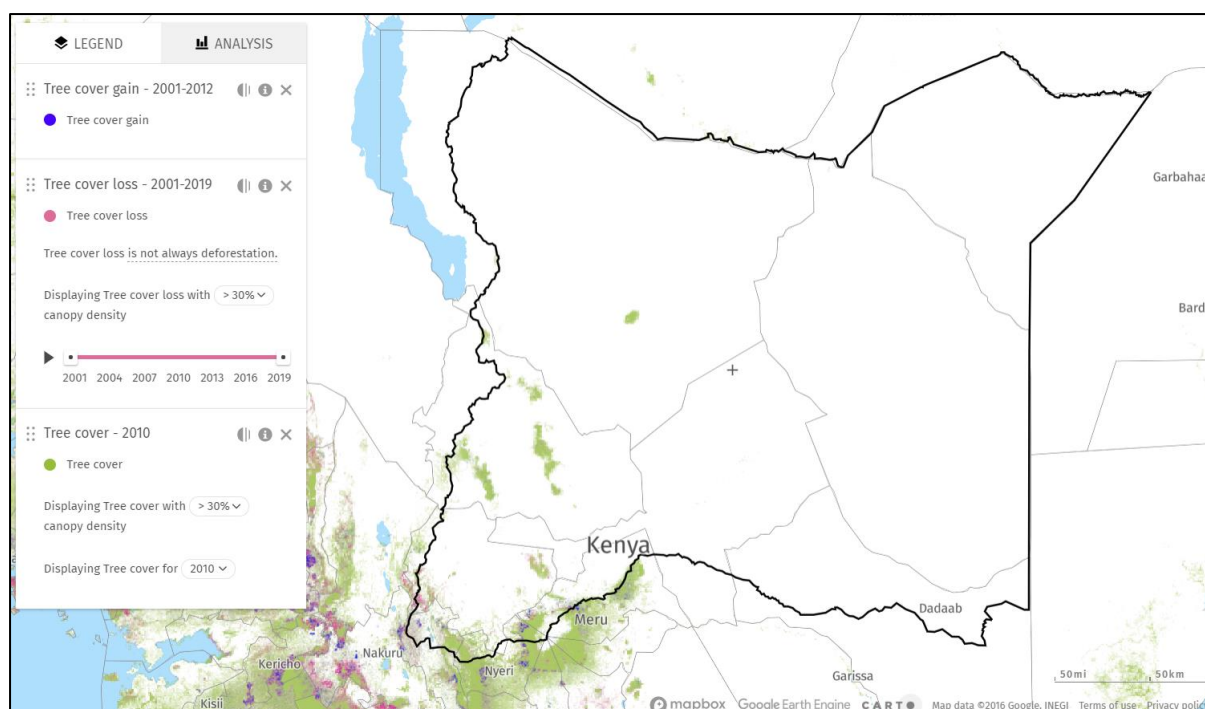 LEGEND
ANALYSIS
Tree cover gain - 2001-2012
Tree cover gain
Tree cover loss - 2001-2019
Tree cover loss
Tree cover loss is not always deforestation.
Displaying Tree cover loss with > 30%
canopy density
2001 2004 2007 2010 2013 2016 2019
Tree cover - 2010
Tree cover
Displaying Tree cover with > 30%
canopy density
Displaying Tree cover for 2010
Garbahaa
Bard
Kenya
Dadaab
Meru
Nakuru
Kericho
Nyeri
Garissa
Kisii
50mi 50km
mapbox Google Earth Engine CARTO Map data ©2016 Google, INEGI Terms of use Privacy polic